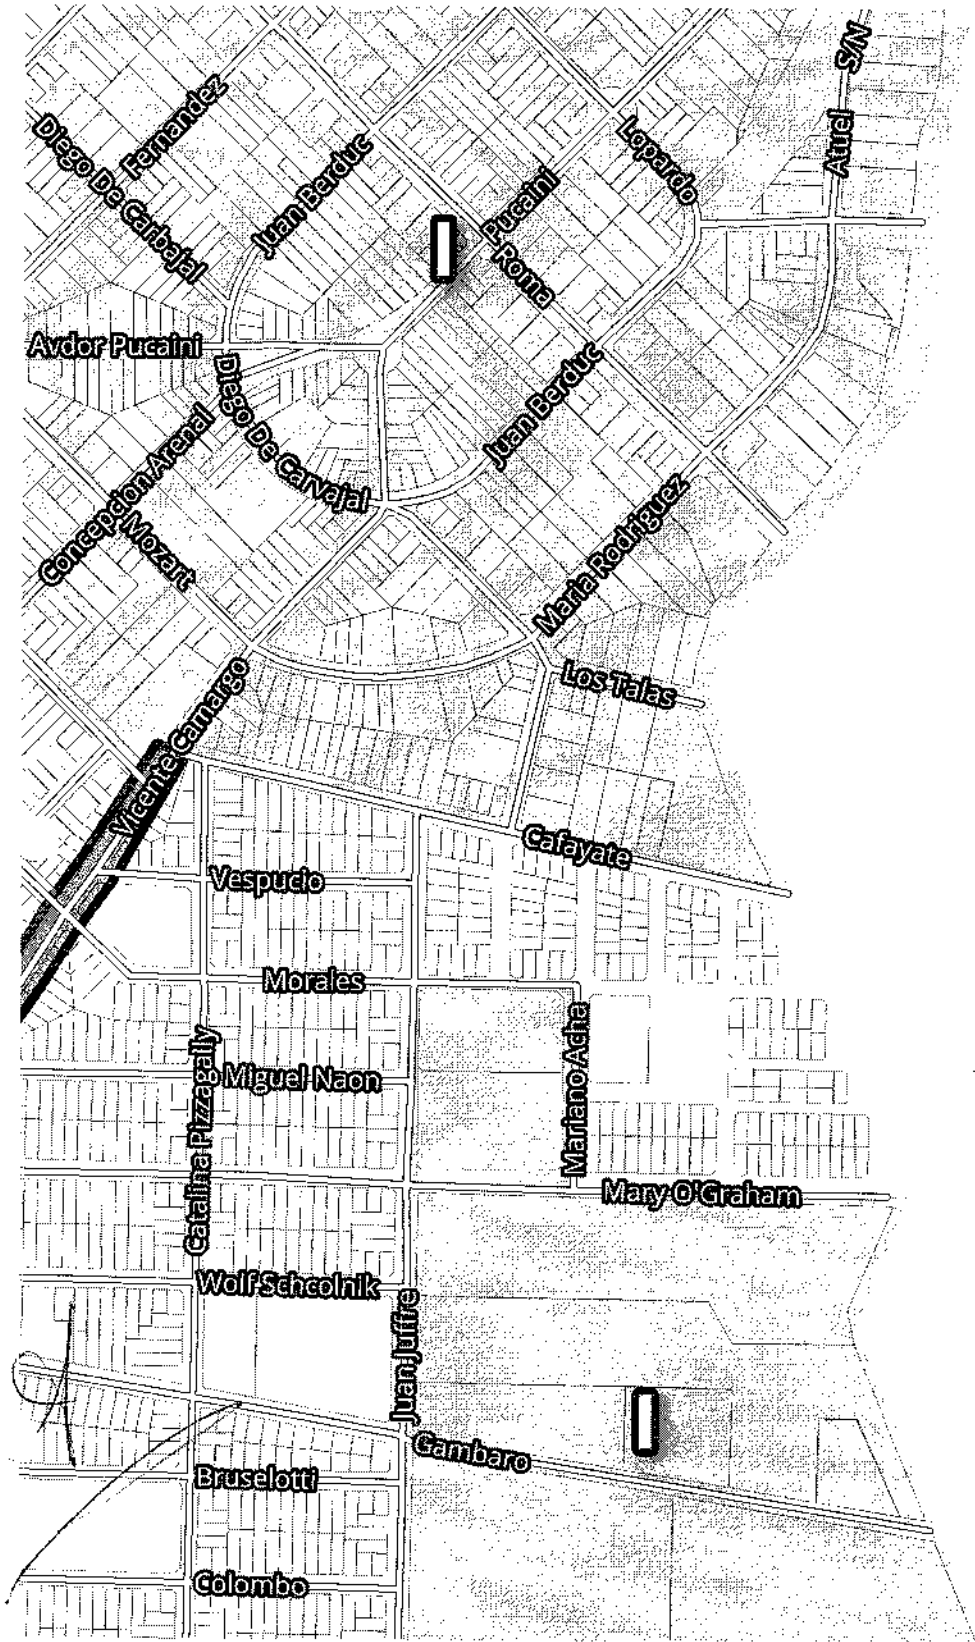 S/N
Fernandez
Diego De Carbajal
Juan Berduc
Lopardo
Atuel
Pucaini
Roma
Avdor Pucaini
Diego De Carvajal
Juan Berduc
Concepcion Arenal
Mozart
Maria Rodriguez
Los Talas
Vicente Camargo
Cafayate
Vespucio
Morales
Mariano Acha
Miguel Naon
Catalina Pizzagally
Mary O'Graham
Wolf Schcolnik
Juan Juffre
Gambaro
Bruselotti
Colombo